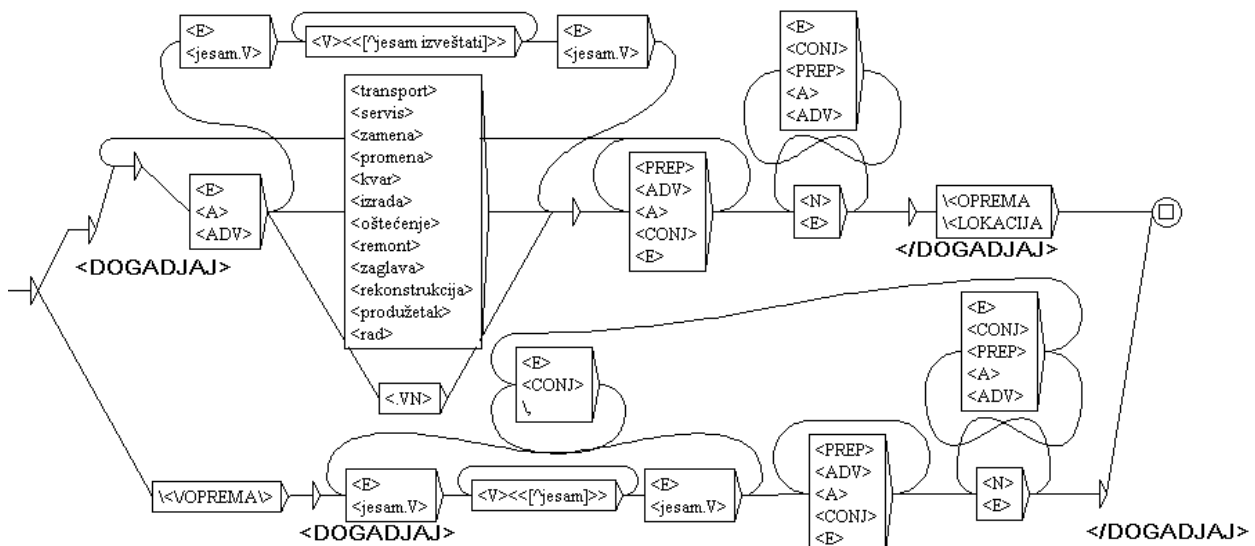 <E>
<jesam.V>
<V><<[^jesam izveštati]>>
<E>
<jesam.V>
<E>
<CONJ>
<PREP>
<A>
<ADV>
<transport>
<servis>
<zamena>
<promena>
<kvar>
<izrada>
<oštećenje>
<remont>
<zaglava>
<rekonstrukcija>
<produžetak>
<rad>
<E>
<A>
<ADV>
<DOGADJAJ>
<PREP>
<ADV>
<A>
<CONJ>
<E>
<N>
<E>
\<OPREMA
\<LOKACIJA
</DOGADJAJ>
<.VN>
<E>
<CONJ>
\,
<E>
<CONJ>
<PREP>
<A>
<ADV>
\<\/OPREMA\>
<E>
<jesam.V>
<DOGADJAJ>
<V><<[^jesam]>>
<E>
<jesam.V>
<PREP>
<ADV>
<A>
<CONJ>
<E>
<N>
<E>
</DOGADJAJ>